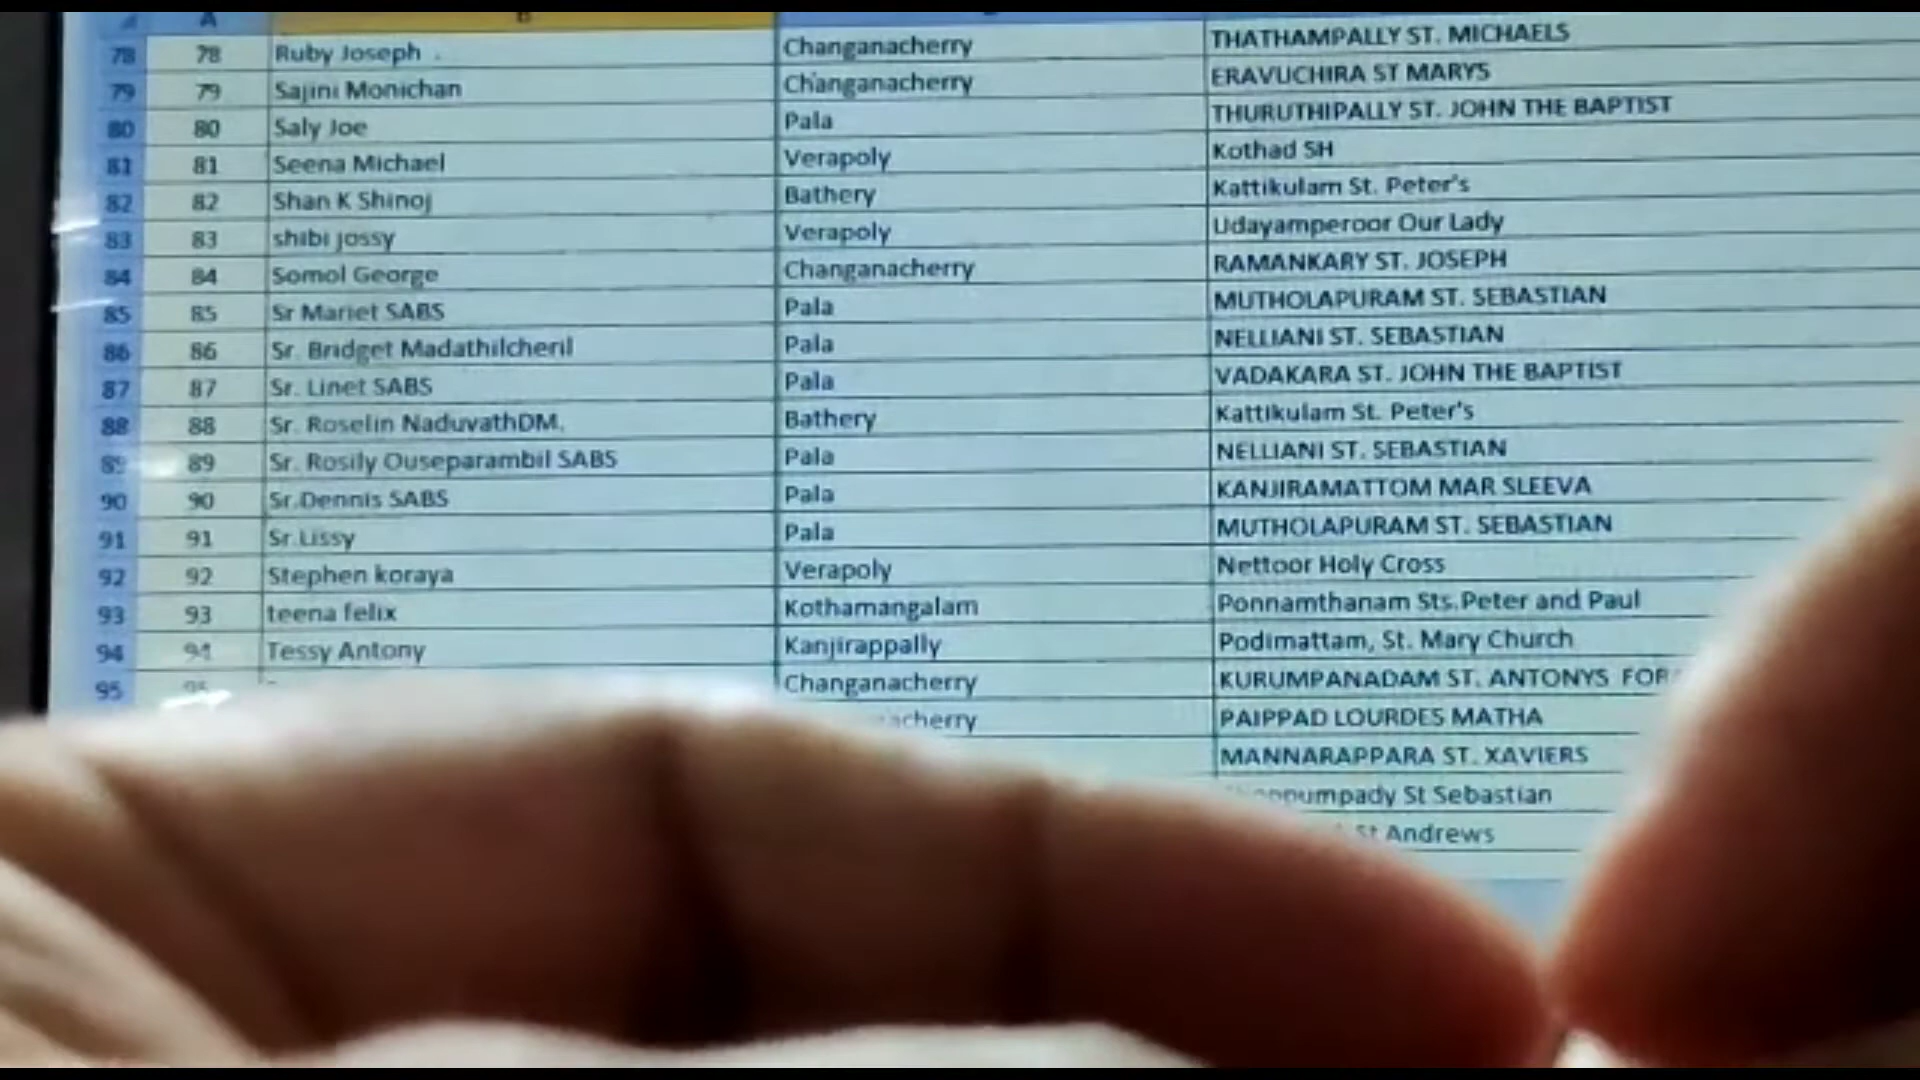 A B
78 78 Ruby Joseph Changanacherry THATHAMPALLY ST. MICHAELS
79 79 Sajini Monichan Changanacherry ERAVUCHIRA ST MARYS
80 80 Saly Joe Pala THURUTHIPALLY ST. JOHN THE BAPTIST
81 81 Seena Michael Verapoly Kothad SH
82 82 Shan K Shinoj Bathery Kattikulam St. Peter's
83 83 shibi jossy Verapoly Udayamperoor Our Lady
84 84 Somol George Changanacherry RAMANKARY ST. JOSEPH
85 85 Sr Mariet SABS Pala MUTHOLAPURAM ST. SEBASTIAN
86 86 Sr. Bridget Madathilcheril Pala NELLIANI ST. SEBASTIAN
87 87 Sr. Linet SABS Pala VADAKARA ST. JOHN THE BAPTIST
88 88 Sr. Roselin NaduvathDM. Bathery Kattikulam St. Peter's
89 89 Sr. Rosily Ouseparambil SABS Pala NELLIANI ST. SEBASTIAN
90 90 Sr.Dennis SABS Pala KANJIRAMATTOM MAR SLEEVA
91 91 Sr.Lissy Pala MUTHOLAPURAM ST. SEBASTIAN
92 92 Stephen koraya Verapoly Nettoor Holy Cross
93 93 teena felix Kothamangalam Ponnamthanam Sts.Peter and Paul
94 94 Tessy Antony Kanjirappally Podimattam, St. Mary Church
95 95 Changanacherry KURUMPANADAM ST. ANTONYS
PAIPPAD LOURDES MATHA
MANNARAPPARA ST. XAVIERS
St Sebastian
St Andrews